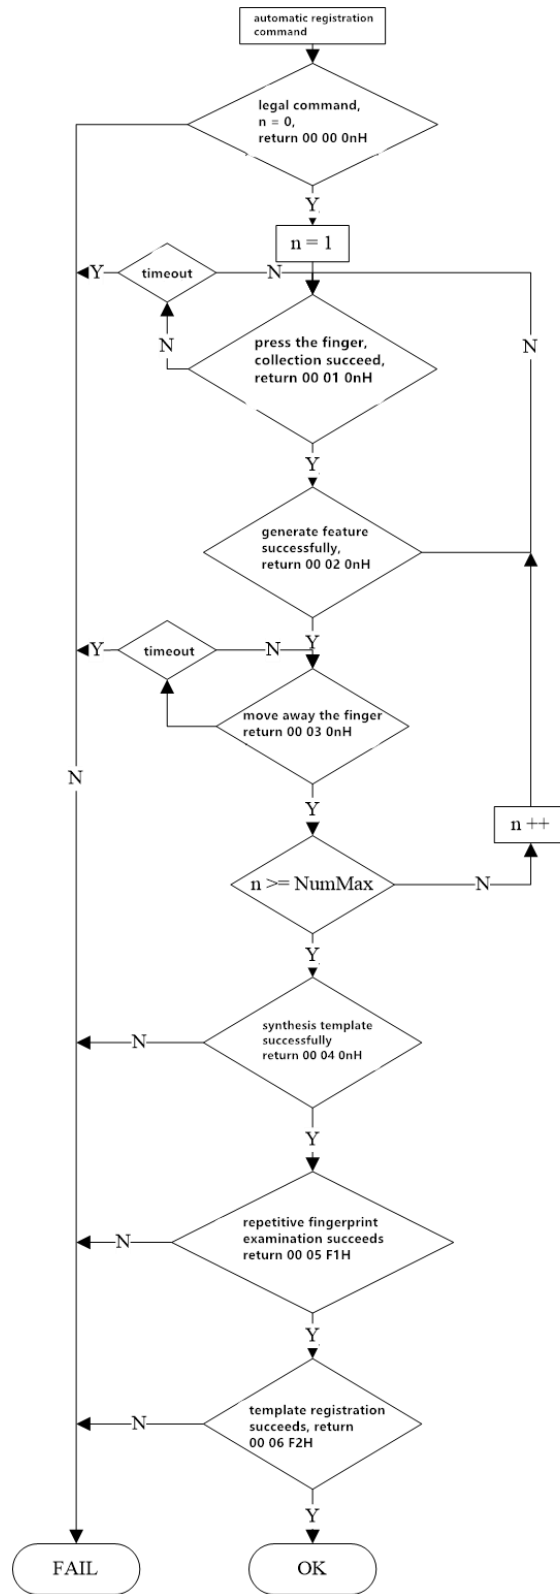 automatic registration
command
legal command,
n = 0,
return 00 00 0nH
Y
n = 1
Y
timeout
N
N
press the finger,
collection succeed,
return 00 01 0nH
N
Y
generate feature
successfully,
return 00 02 0nH
Y
Y
timeout
N
move away the finger
return 00 03 0nH
N
Y
n ++
n >= NumMax
N
Y
synthesis template
successfully
return 00 04 0nH
N
Y
repetitive fingerprint
examination succeeds
return 00 05 F1H
N
Y
template registration
succeeds, return
00 06 F2H
N
Y
FAIL
OK